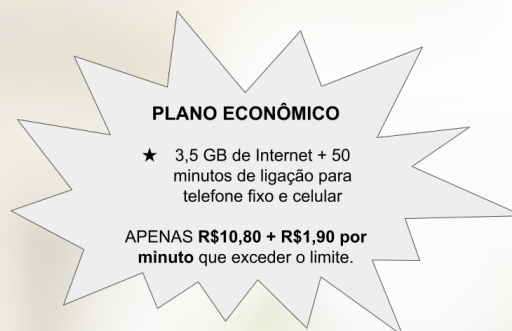 PLANO ECONÔMICO
★ 3,5 GB de Internet + 50
minutos de ligação para
telefone fixo e celular
APENAS R$10,80 + R$1,90 por
minuto que exceder o limite.